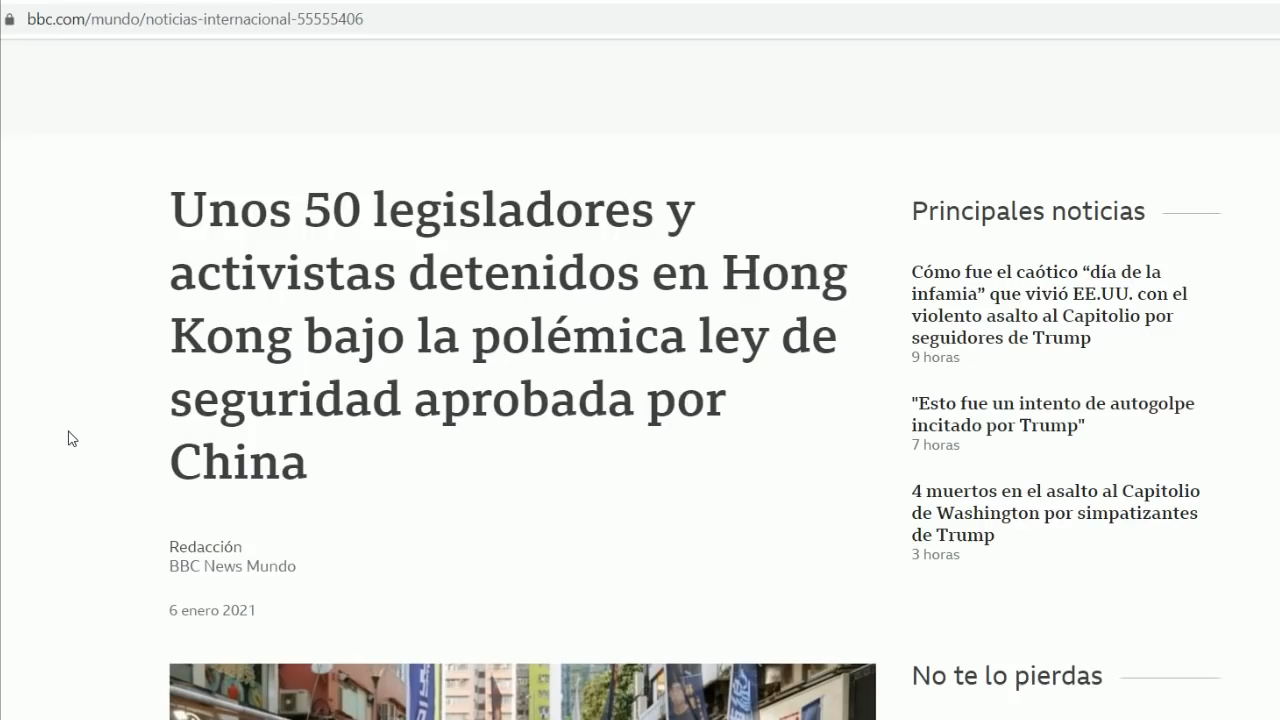 bbc.com/mundo/noticias-internacional-55555406
Unos 50 legisladores y
activistas detenidos en Hong
Kong bajo la polémica ley de
seguridad aprobada por
China
Redacción
BBC News Mundo
6 enero 2021
Principales noticias
Cómo fue el caótico “día de la
infamia” que vivió EE.UU. con el
violento asalto al Capitolio por
seguidores de Trump
9 horas
"Esto fue un intento de autogolpe
incitado por Trump"
7 horas
4 muertos en el asalto al Capitolio
de Washington por simpatizantes
de Trump
3 horas
No te lo pierdas